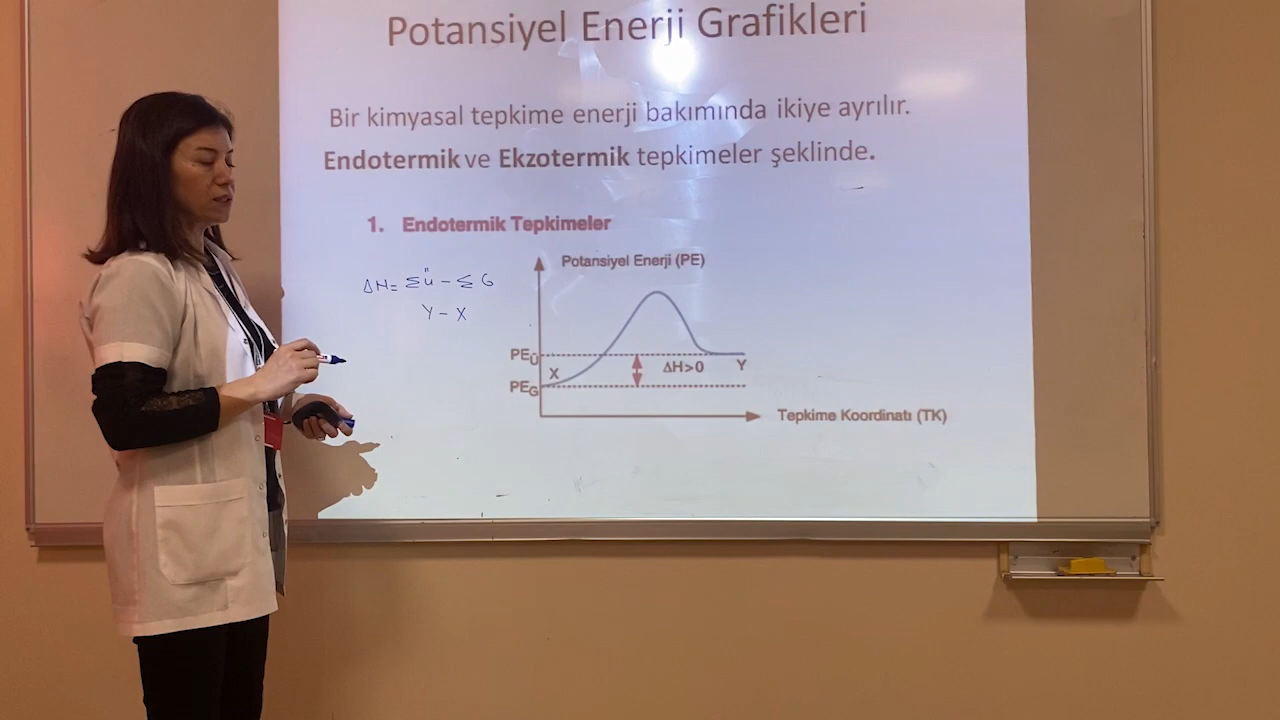 Potansiyel Enerji Grafikleri
Bir kimyasal tepkime enerji bakımında ikiye ayrılır.
Endotermik ve Ekzotermik tepkimeler şeklinde.
1. Endotermik Tepkimeler
ΔH= Σü - ΣG
Y - X
Potansiyel Enerji (PE)
PEÜ
X
ΔH>0
Y
PEG
Tepkime Koordinatı (TK)